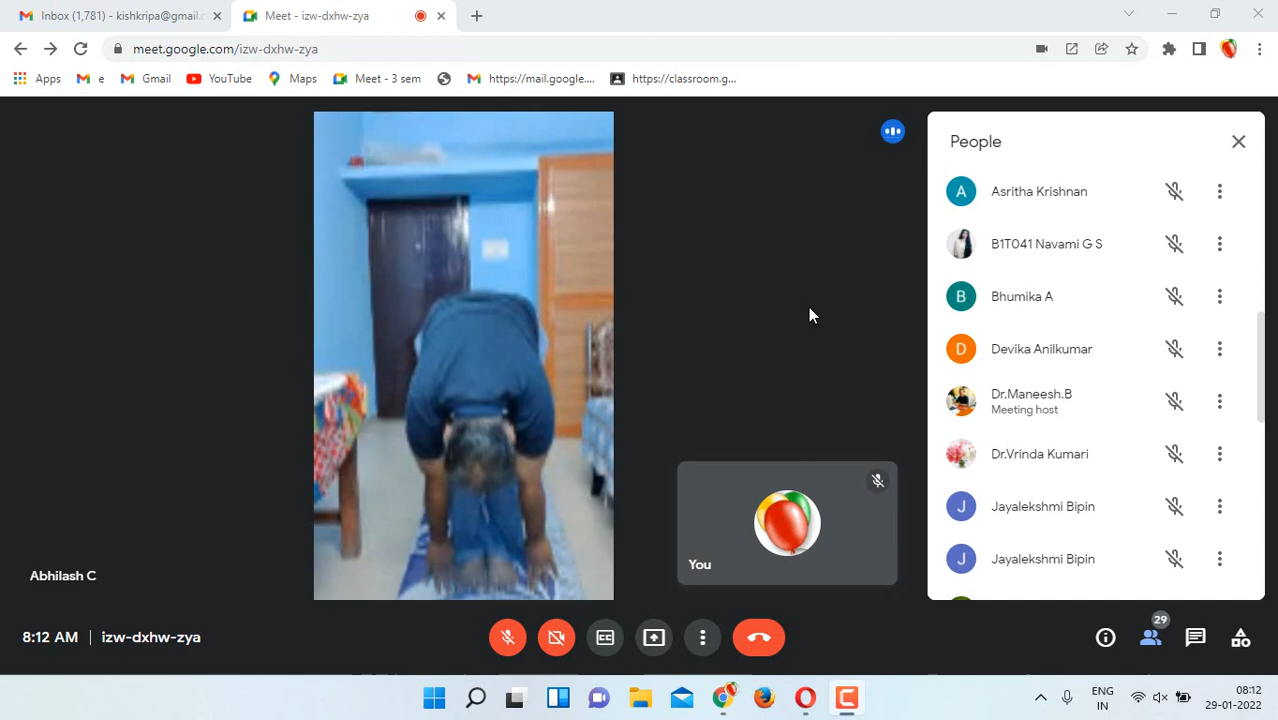 Inbox (1,781) - kishkripa@gmail.c
Meet - izw-dxhw-zya
meet.google.com/izw-dxhw-zya
Apps
e
Gmail
YouTube
Maps
Meet - 3 sem
https://mail.google....
https://classroom.g...
People
A
Asritha Krishnan
B1T041 Navami G S
B
Bhumika A
D
Devika Anilkumar
Dr.Maneesh.B
Meeting host
Dr.Vrinda Kumari
J
Jayalekshmi Bipin
J
Jayalekshmi Bipin
You
Abhilash C
8:12 AM
izw-dxhw-zya
CC
29
ENG
IN
08:12
29-01-2022